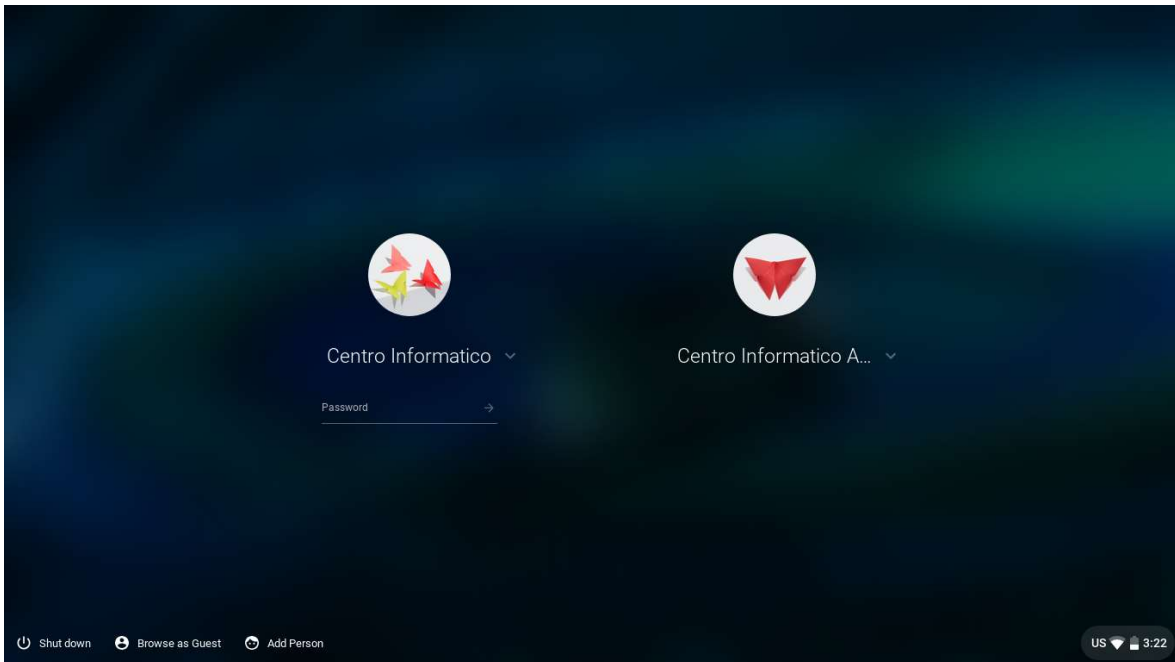 Centro Informatico
Centro Informatico A...
Password
Shut down Browse as Guest Add Person
US 3:22